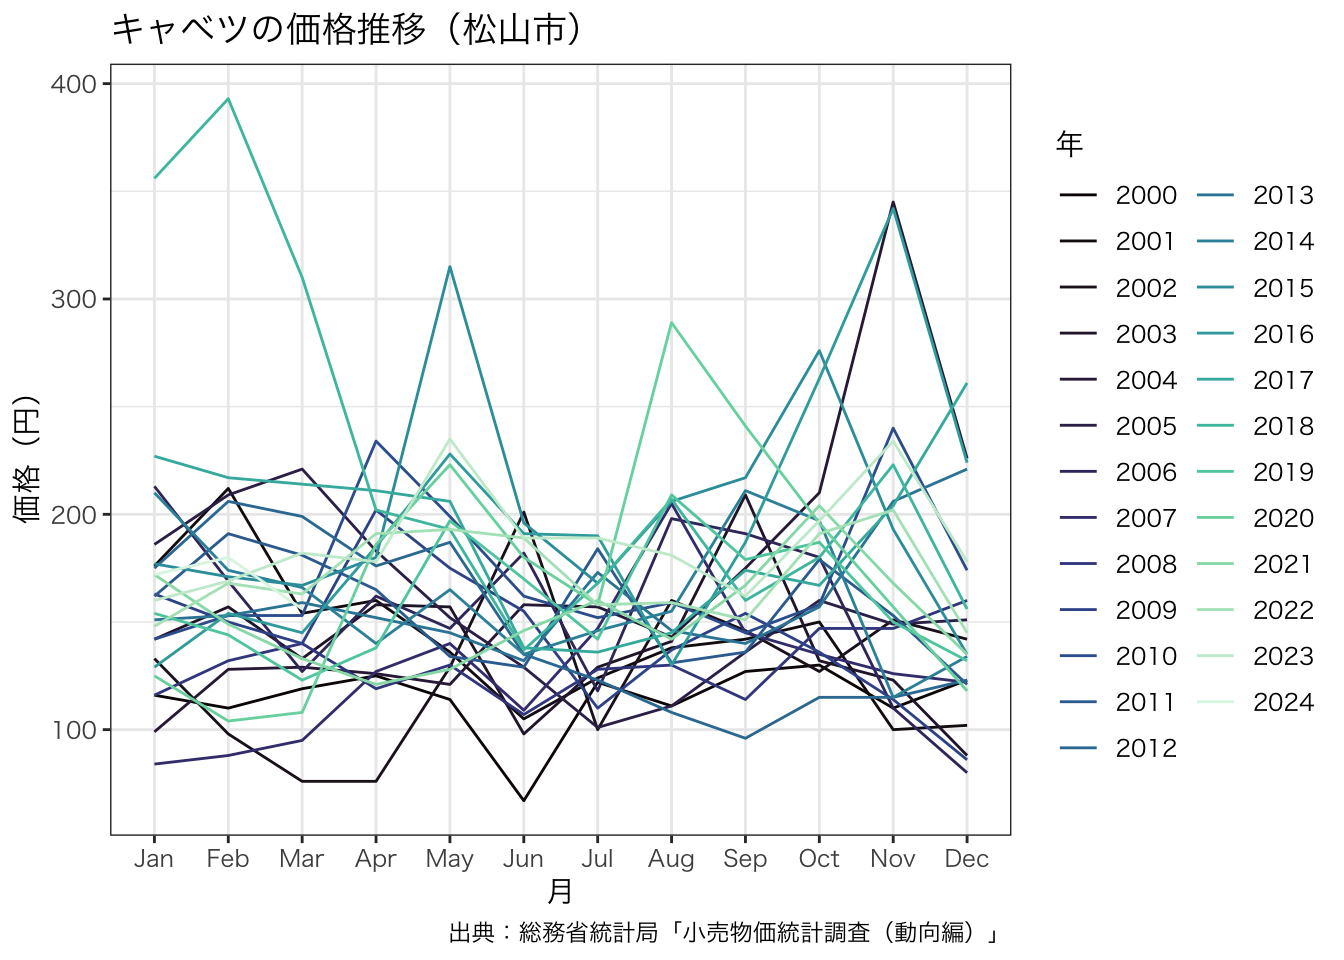 キャベツの価格推移（松山市）
価格（円）
400
300
200
100
Jan Feb Mar Apr May Jun Jul Aug Sep Oct Nov Dec
月
年
2000 2013
2001 2014
2002 2015
2003 2016
2004 2017
2005 2018
2006 2019
2007 2020
2008 2021
2009 2022
2010 2023
2011 2024
2012
出典：総務省統計局「小売物価統計調査（動向編）」